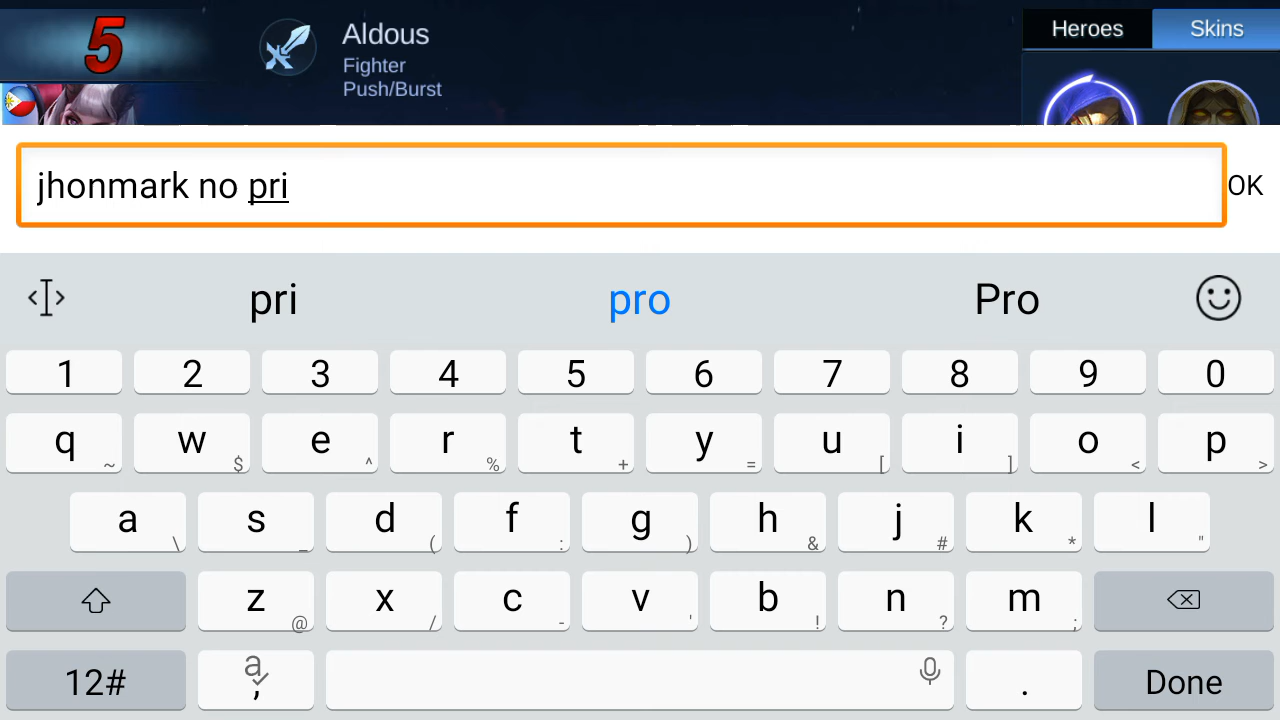 5
Aldous
Fighter
Push/Burst
Heroes
Skins
jhonmark no pri
OK
pri
pro
Pro
1 2 3 4 5 6 7 8 9 0
q ~ w $ e ^ r % t + y = u [ i ] o < p >
a \ s _ d ( f : g ) h & j # k * l "
z @ x / c - v ' b ! n ? m ;
12# a , . Done